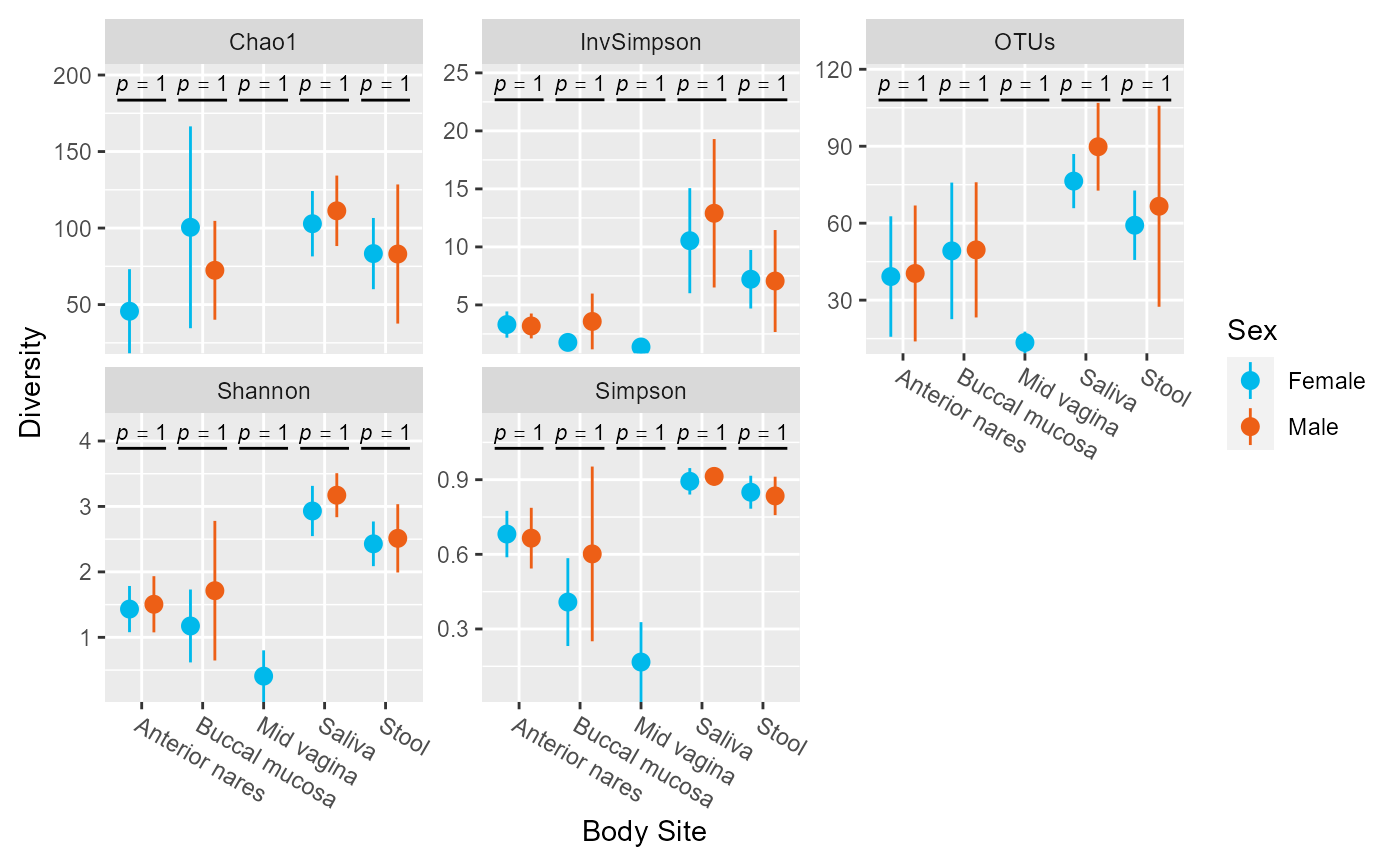 Chao1
InvSimpson
OTUs
200
150
100
50
p = 1 p = 1 p = 1 p = 1 p = 1
25
20
15
10
5
p = 1 p = 1 p = 1 p = 1 p = 1
120
90
60
30
p = 1 p = 1 p = 1 p = 1 p = 1
Anterior nares
Buccal mucosa
Mid vagina
Saliva
Stool
Diversity
Sex
Female
Male
Shannon
Simpson
4
3
2
1
p = 1 p = 1 p = 1 p = 1 p = 1
0.9
0.6
0.3
p = 1 p = 1 p = 1 p = 1 p = 1
Anterior nares
Buccal mucosa
Mid vagina
Saliva
Stool
Anterior nares
Buccal mucosa
Mid vagina
Saliva
Stool
Body Site